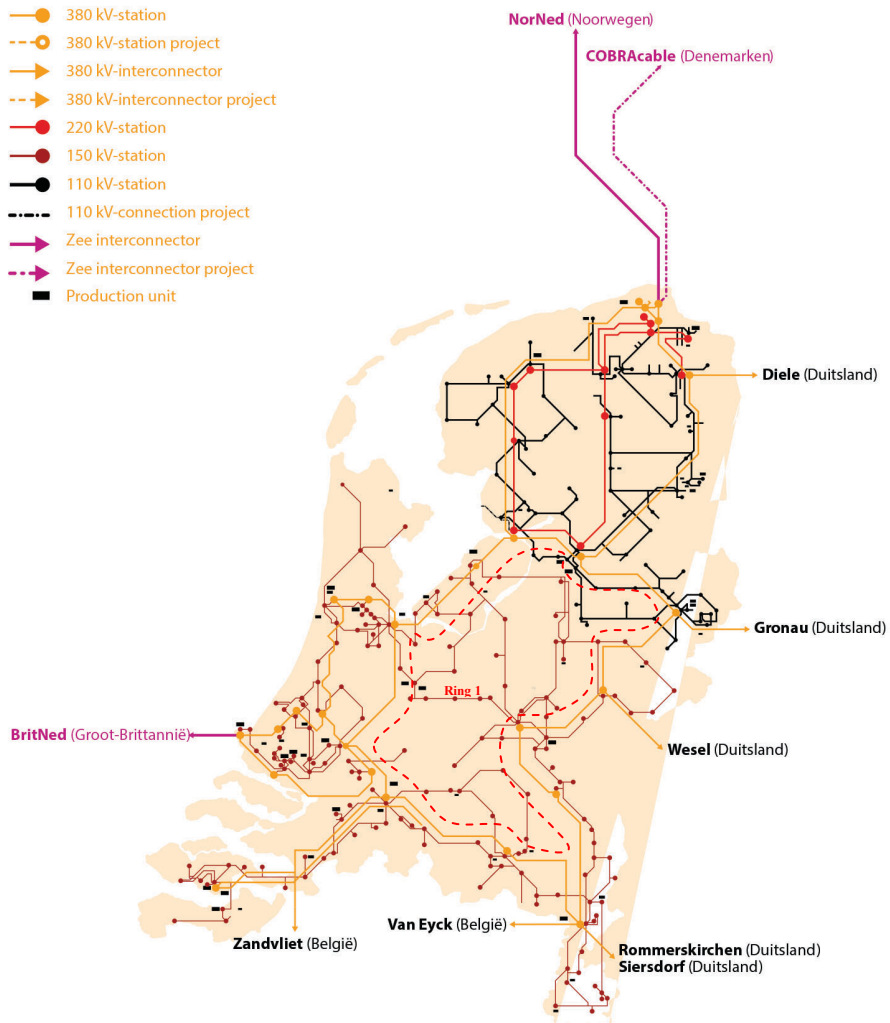 380 kV-station
380 kV-station project
380 kV-interconnector
380 kV-interconnector project
220 kV-station
150 kV-station
110 kV-station
110 kV-connection project
Zee interconnector
Zee interconnector project
Production unit
NorNed (Noorwegen)
COBRAcable (Denemarken)
Diele (Duitsland)
Gronau (Duitsland)
Ring 1
BritNed (Groot-Brittannië)
Wesel (Duitsland)
Van Eyck (België)
Zandvliet (België)
Rommerskirchen (Duitsland)
Siersdorf (Duitsland)